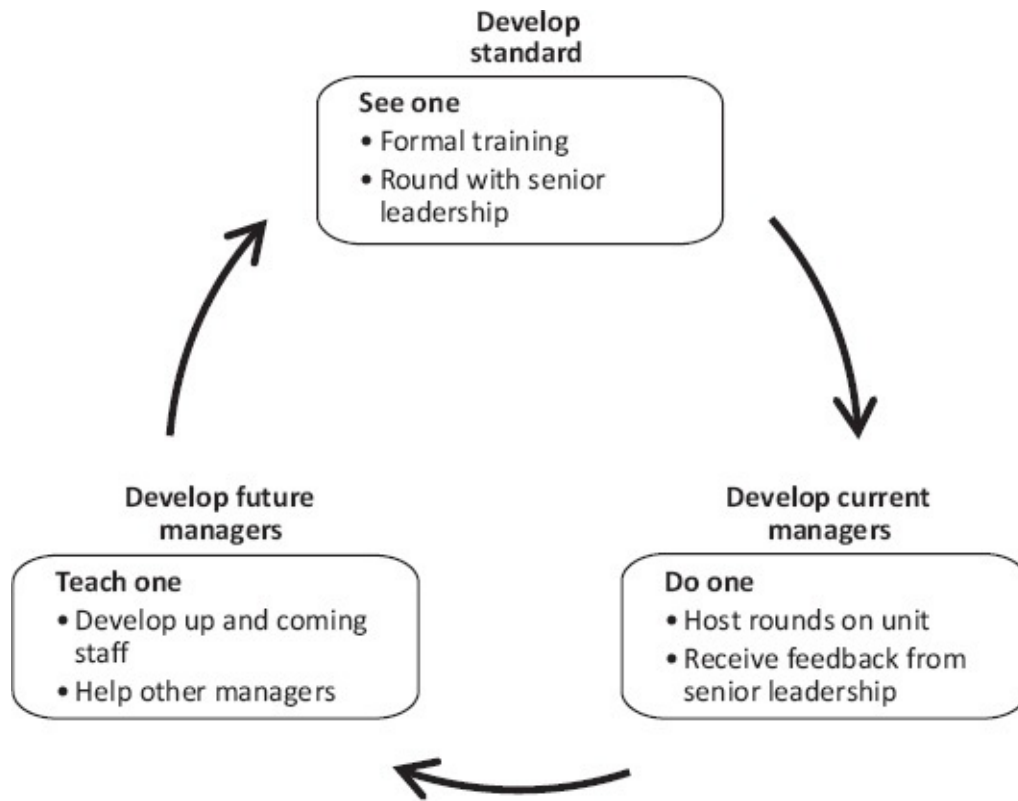 Develop
standard
See one
• Formal training
• Round with senior
leadership
Develop future
managers
Teach one
• Develop up and coming
staff
• Help other managers
Develop current
managers
Do one
• Host rounds on unit
• Receive feedback from
senior leadership